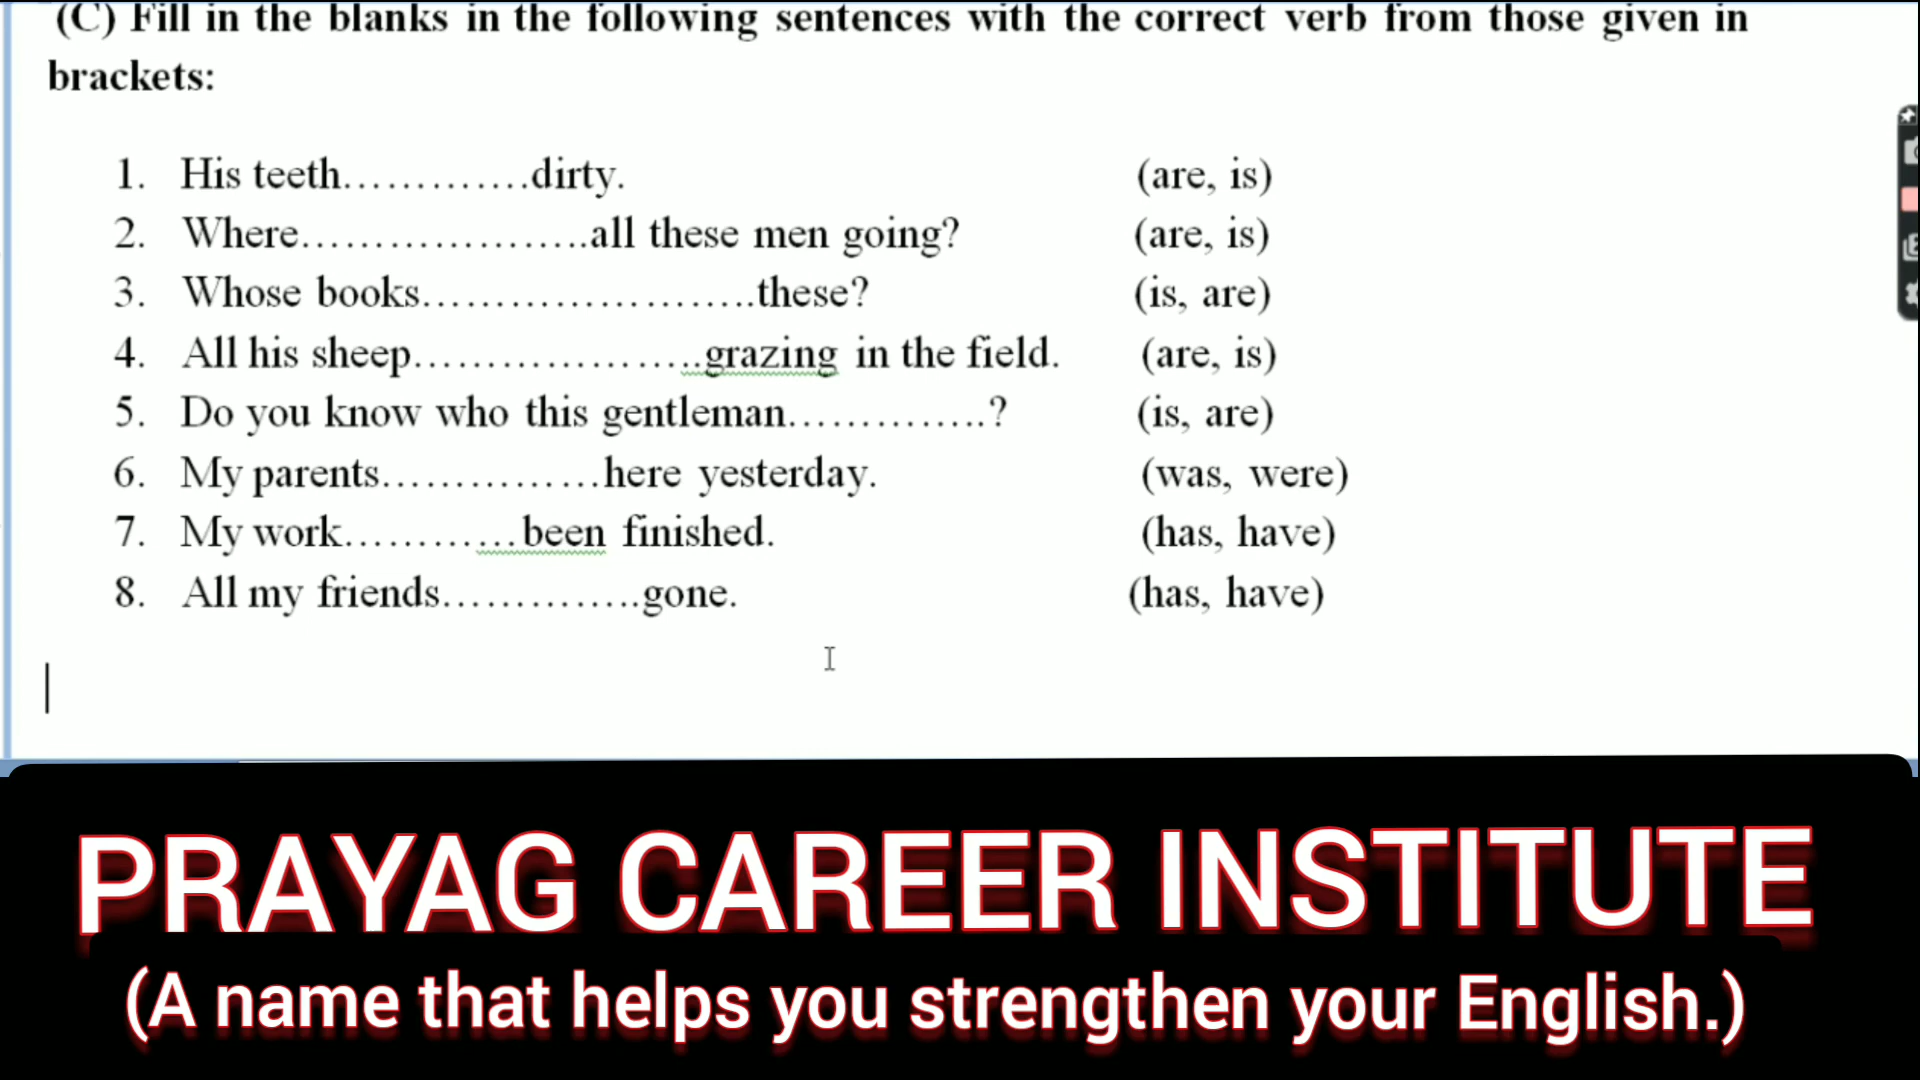 (C) Fill in the blanks in the following sentences with the correct verb from those given in
brackets:
1. His teeth.............dirty. (are, is)
2. Where....................all these men going? (are, is)
3. Whose books.......................these? (is, are)
4. All his sheep....................grazing in the field. (are, is)
5. Do you know who this gentleman..............? (is, are)
6. My parents...............here yesterday. (was, were)
7. My work............been finished. (has, have)
8. All my friends..............gone. (has, have)
PRAYAG CAREER INSTITUTE
(A name that helps you strengthen your English.)